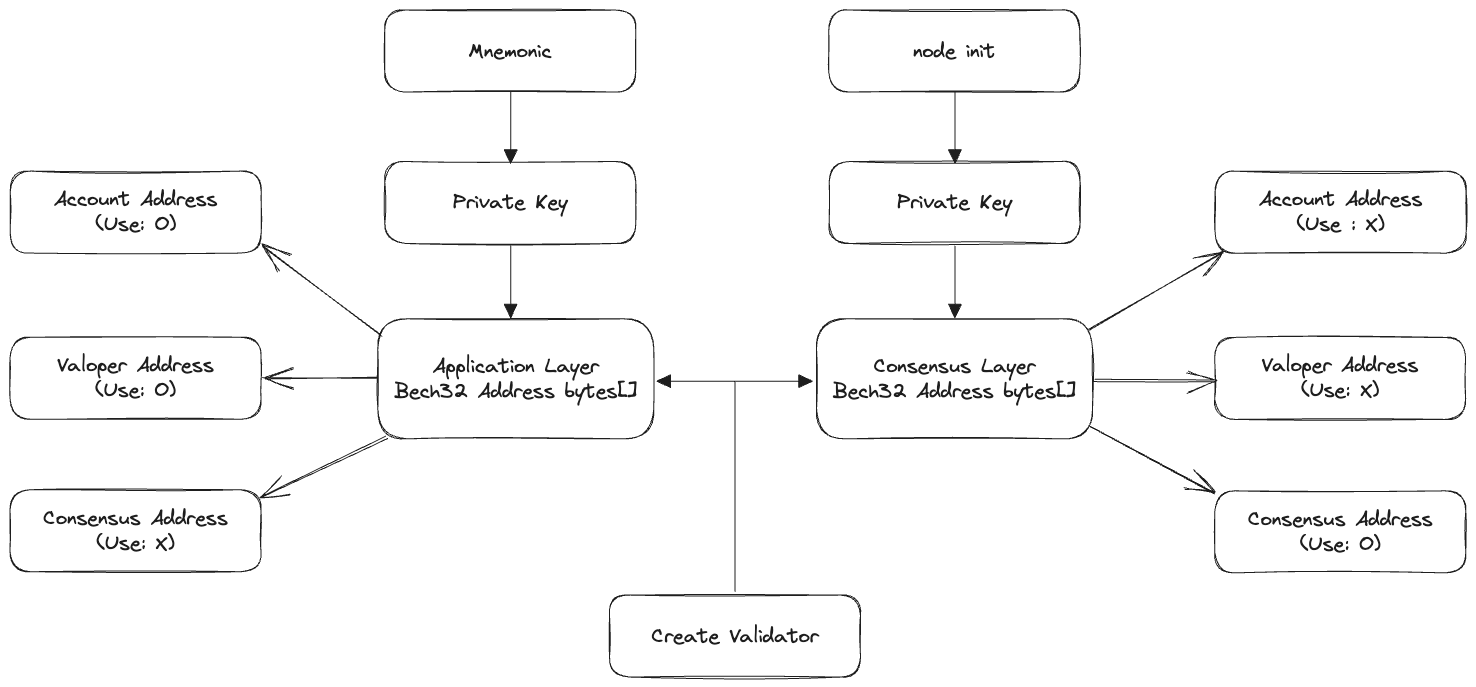 Mnemonic
node init
Private Key
Private Key
Account Address
(Use: O)
Account Address
(Use : X)
Application Layer
Bech32 Address bytes[]
Consensus Layer
Bech32 Address bytes[]
Valoper Address
(Use: O)
Valoper Address
(Use: X)
Consensus Address
(Use: X)
Consensus Address
(Use: O)
Create Validator